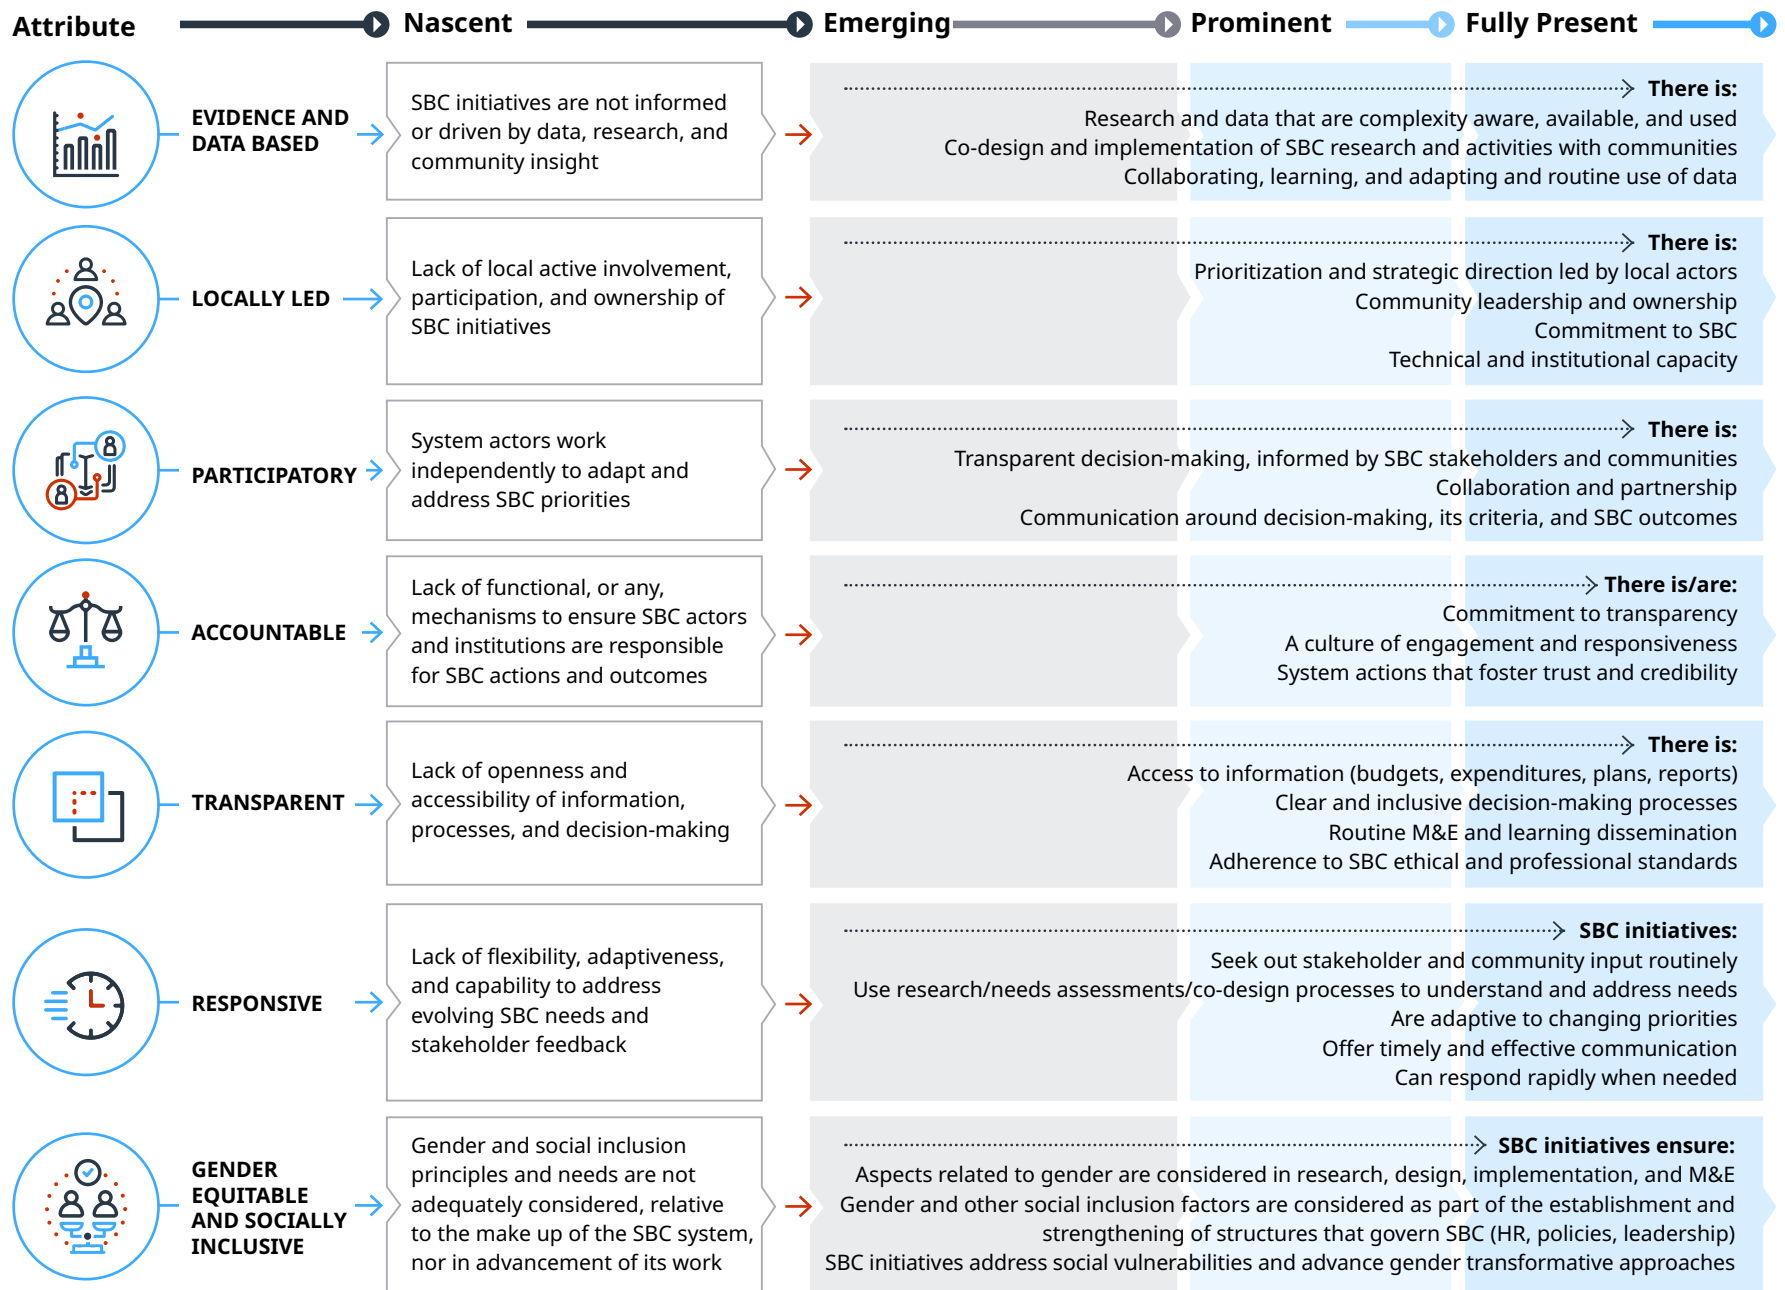 Attribute
Nascent
Emerging
Prominent
Fully Present
EVIDENCE AND
DATA BASED
SBC initiatives are not informed
or driven by data, research, and
community insight
There is:
Research and data that are complexity aware, available, and used
Co-design and implementation of SBC research and activities with communities
Collaborating, learning, and adapting and routine use of data
LOCALLY LED
Lack of local active involvement,
participation, and ownership of
SBC initiatives
There is:
Prioritization and strategic direction led by local actors
Community leadership and ownership
Commitment to SBC
Technical and institutional capacity
PARTICIPATORY
System actors work
independently to adapt and
address SBC priorities
There is:
Transparent decision-making, informed by SBC stakeholders and communities
Collaboration and partnership
Communication around decision-making, its criteria, and SBC outcomes
ACCOUNTABLE
Lack of functional, or any,
mechanisms to ensure SBC actors
and institutions are responsible
for SBC actions and outcomes
There is/are:
Commitment to transparency
A culture of engagement and responsiveness
System actions that foster trust and credibility
TRANSPARENT
Lack of openness and
accessibility of information,
processes, and decision-making
There is:
Access to information (budgets, expenditures, plans, reports)
Clear and inclusive decision-making processes
Routine M&E and learning dissemination
Adherence to SBC ethical and professional standards
RESPONSIVE
Lack of flexibility, adaptiveness,
and capability to address
evolving SBC needs and
stakeholder feedback
SBC initiatives:
Seek out stakeholder and community input routinely
Use research/needs assessments/co-design processes to understand and address needs
Are adaptive to changing priorities
Offer timely and effective communication
Can respond rapidly when needed
GENDER
EQUITABLE
AND SOCIALLY
INCLUSIVE
Gender and social inclusion
principles and needs are not
adequately considered, relative
to the make up of the SBC system,
nor in advancement of its work
SBC initiatives ensure:
Aspects related to gender are considered in research, design, implementation, and M&E
Gender and other social inclusion factors are considered as part of the establishment and
strengthening of structures that govern SBC (HR, policies, leadership)
SBC initiatives address social vulnerabilities and advance gender transformative approaches